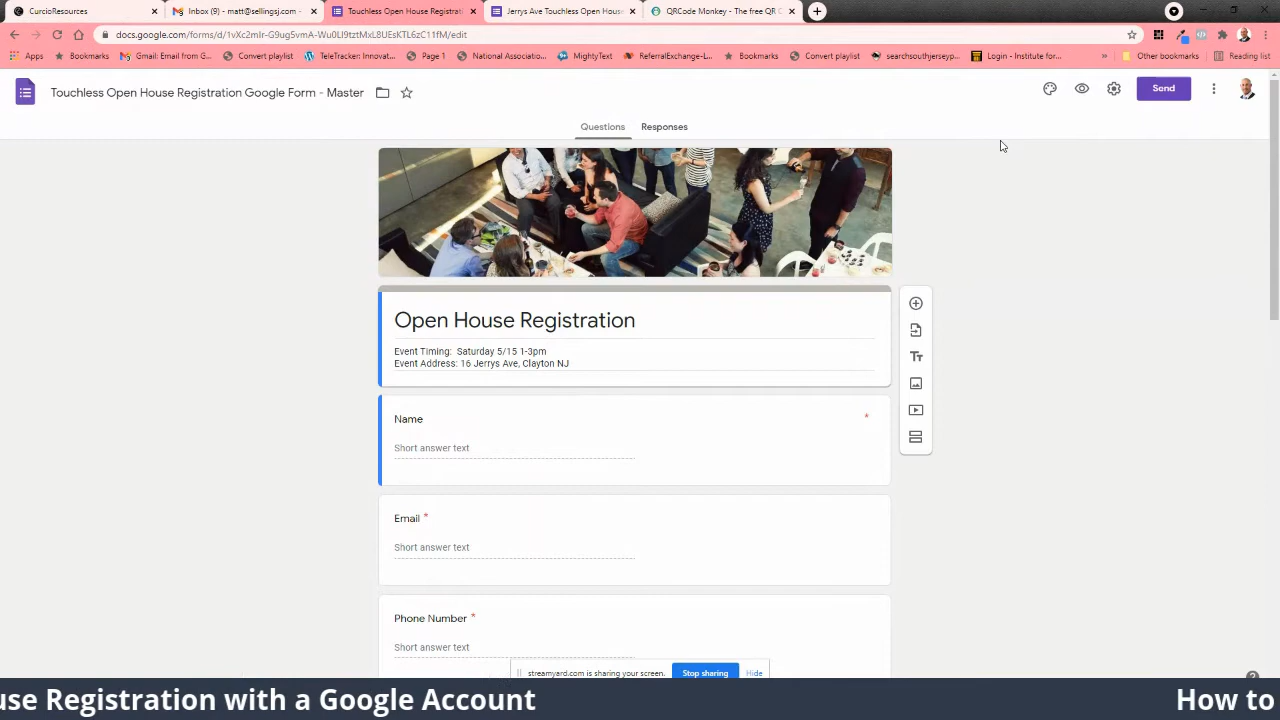 CurcioResources
Inbox (9) - matt@sellingsj.com -
Touchless Open House Registrati
Jerrys Ave Touchless Open House
QRCode Monkey - The free QR C
docs.google.com/forms/d/1vXc2mIr-G9ugSvmA-Wu0LI9tztMxL8UEsKTL6zC11fM/edit
Apps
Bookmarks
Gmail: Email from G...
Convert playlist
TeleTracker: Innovat...
Page 1
National Association...
MightyText
ReferralExchange-L...
Bookmarks
Convert playlist
searchsouthjerseyp...
Login - Institute for...
»
Other bookmarks
Reading list
Touchless Open House Registration Google Form - Master
Send
Questions
Responses
Open House Registration
Event Timing: Saturday 5/15 1-3pm
Event Address: 16 Jerrys Ave, Clayton NJ
Name *
Short answer text
Email *
Short answer text
Phone Number *
Short answer text
streamyard.com is sharing your screen.
Stop sharing
Hide
use Registration with a Google Account
How to